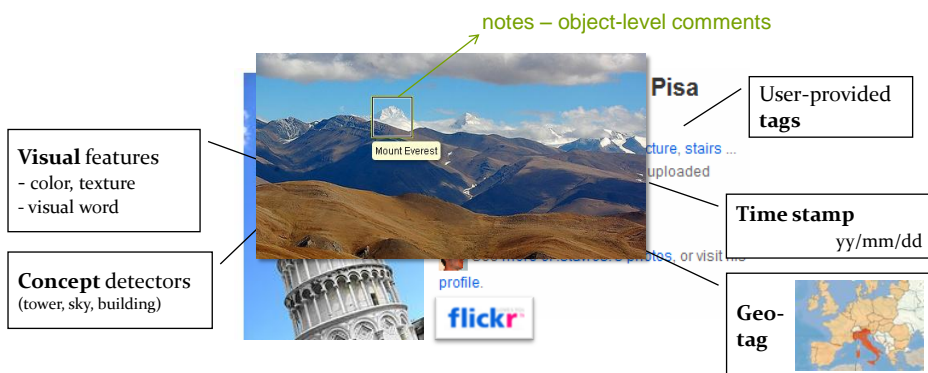 notes – object-level comments
Pisa
User-provided
tags
Mount Everest
cture, stairs ...
uploaded
Visual features
- color, texture
- visual word
Time stamp
yy/mm/dd
Concept detectors
(tower, sky, building)
photos, or visit his
profile.
flickr
Geo-
tag